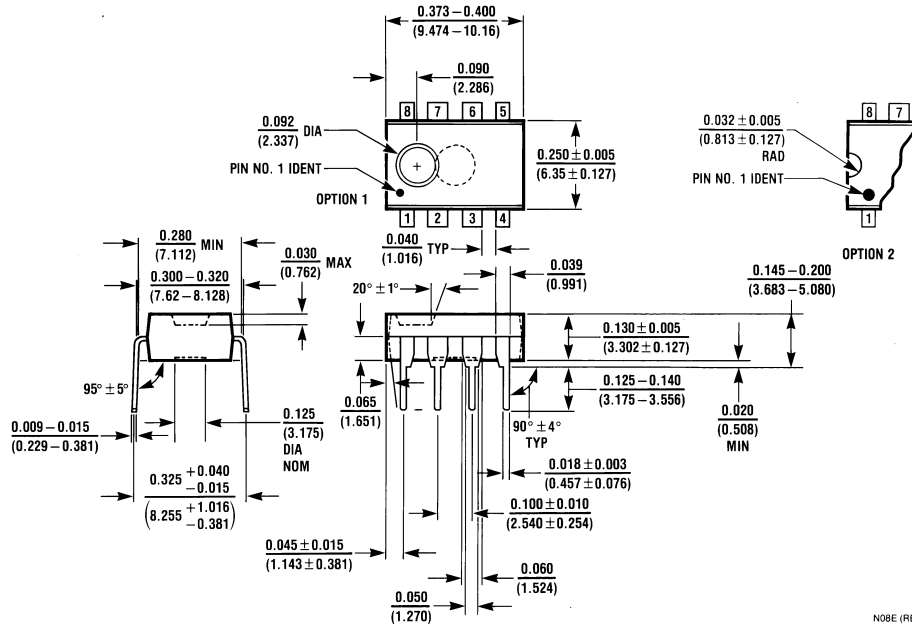 0.373 – 0.400
(9.474 – 10.16)
0.090
(2.286)
8 7 6 5
8 7
0.092 DIA
(2.337)
0.032 ± 0.005
(0.813 ± 0.127)
RAD
0.250 ± 0.005
(6.35 ± 0.127)
PIN NO. 1 IDENT
PIN NO. 1 IDENT
OPTION 1
1 2 3 4
1
OPTION 2
0.280 MIN
(7.112)
0.030 MAX
(0.762)
0.040 TYP
(1.016)
0.039
(0.991)
0.145 – 0.200
(3.683 – 5.080)
0.300 – 0.320
(7.62 – 8.128)
20° ± 1°
0.130 ± 0.005
(3.302 ± 0.127)
95° ± 5°
0.065
(1.651)
0.125 – 0.140
(3.175 – 3.556)
0.020
(0.508)
MIN
90° ± 4°
TYP
0.009 – 0.015
(0.229 – 0.381)
0.125
(3.175)
DIA
NOM
0.018 ± 0.003
(0.457 ± 0.076)
0.325 +0.040 -0.015
(8.255 +1.016 -0.381)
0.100 ± 0.010
(2.540 ± 0.254)
0.045 ± 0.015
(1.143 ± 0.381)
0.060
(1.524)
0.050
(1.270)
N08E (RE